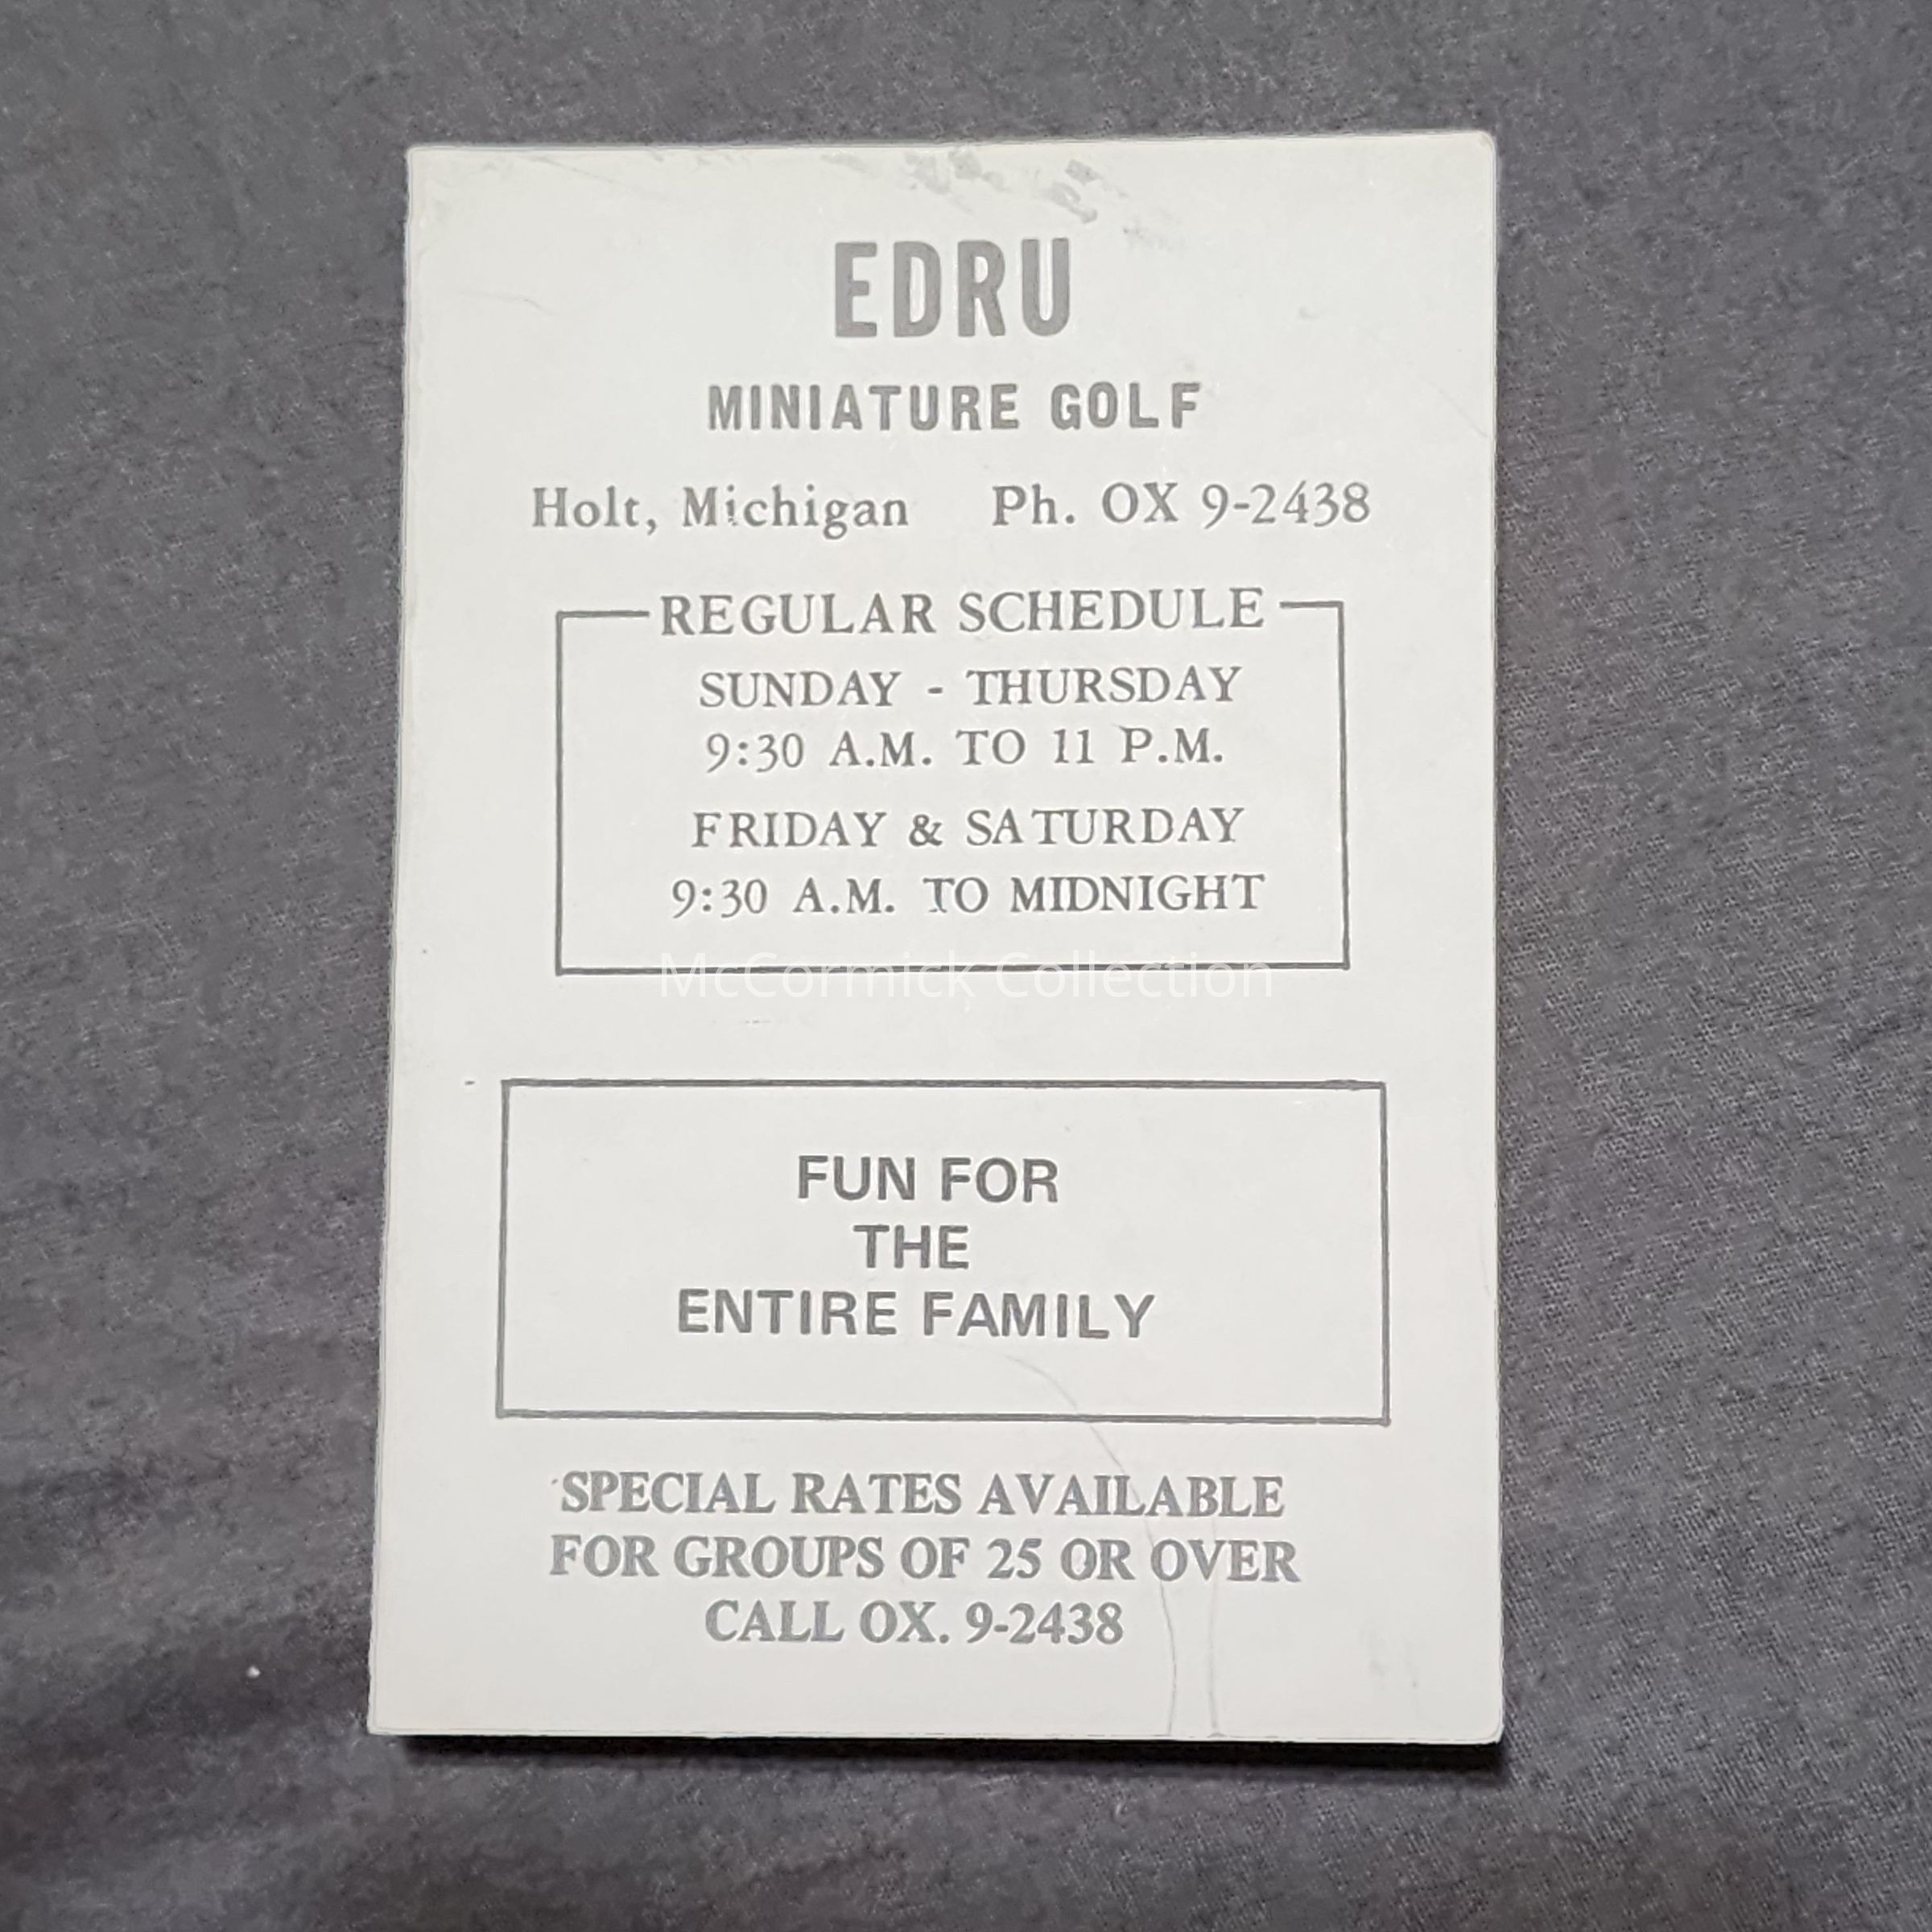 EDRU
MINIATURE GOLF
Holt, Michigan Ph. OX 9-2438
REGULAR SCHEDULE
SUNDAY - THURSDAY
9:30 A.M. TO 11 P.M.
FRIDAY & SATURDAY
9:30 A.M. TO MIDNIGHT
McCormick Collection
FUN FOR
THE
ENTIRE FAMILY
SPECIAL RATES AVAILABLE
FOR GROUPS OF 25 OR OVER
CALL OX. 9-2438